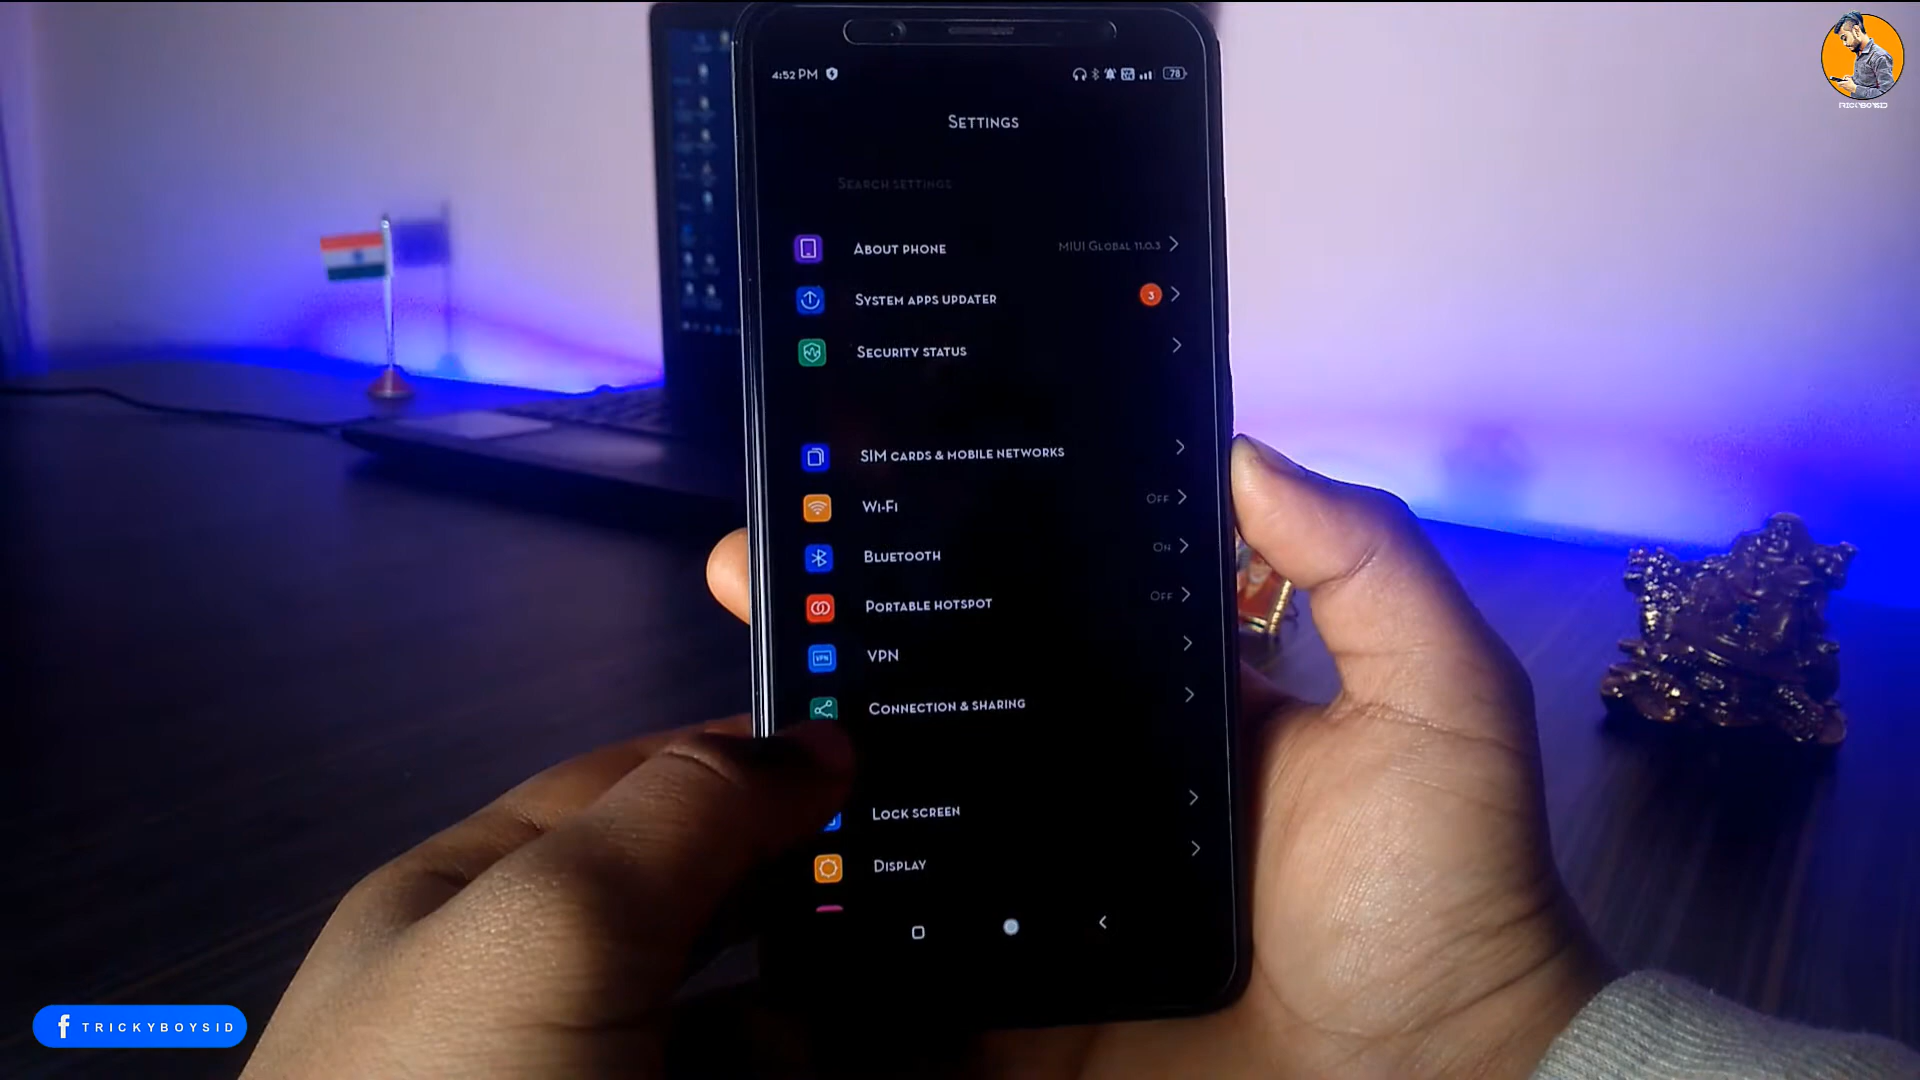 TRICKYBOYSID
4:52 PM
78
Settings
Search settings
About phone
MIUI Global 11.0.3
System apps updater
3
Security status
SIM cards & mobile networks
Wi-Fi
Off
Bluetooth
On
Portable hotspot
Off
VPN
VPN
Connection & sharing
Lock screen
Display
f TRICKYBOYSID